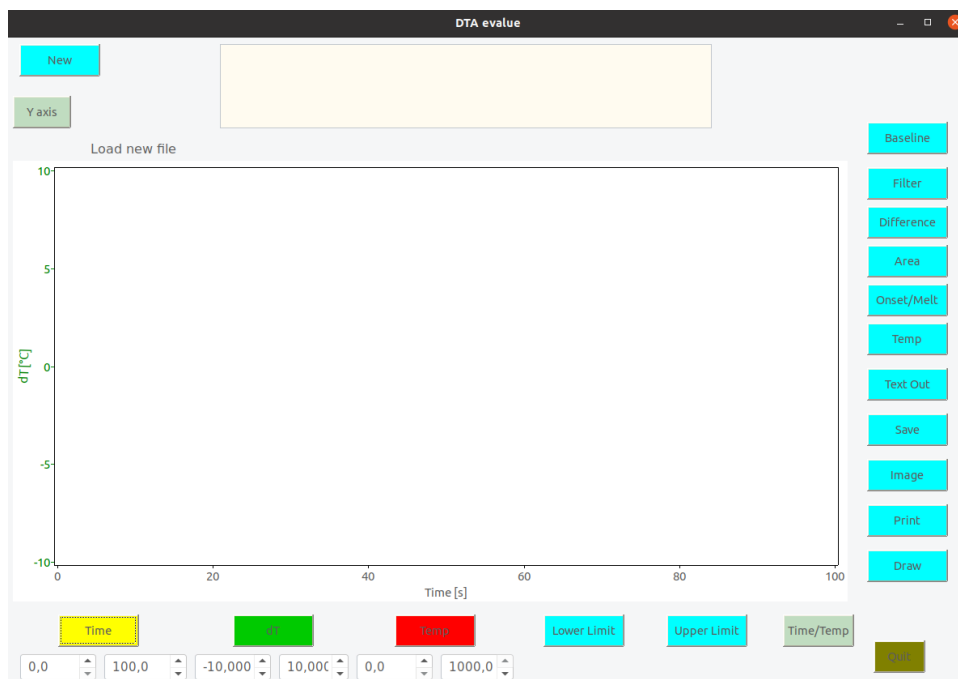 DTA evalue
New
Y axis
Load new file
Baseline
Filter
Difference
Area
Onset/Melt
Temp
Text Out
Save
Image
Print
Draw
10
5
0
-5
-10
dT[°C]
0 20 40 60 80 100
Time [s]
Time dT Temp Lower Limit Upper Limit Time/Temp
Quit
0,0 100,0 -10,000 10,000 0,0 1000,0